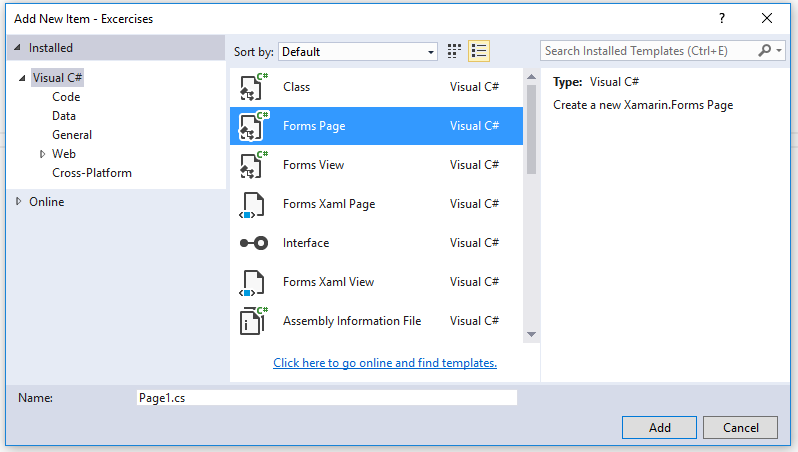 Add New Item - Excercises
?
Installed
Sort by: Default
Search Installed Templates (Ctrl+E)
Visual C#
Code
Data
General
Web
Cross-Platform
Online
C# Class Visual C#
C# Forms Page Visual C#
C# Forms View Visual C#
Forms Xaml Page Visual C#
Interface Visual C#
Forms Xaml View Visual C#
C# Assembly Information File Visual C#
Click here to go online and find templates.
Type: Visual C#
Create a new Xamarin.Forms Page
Name: Page1.cs
Add Cancel